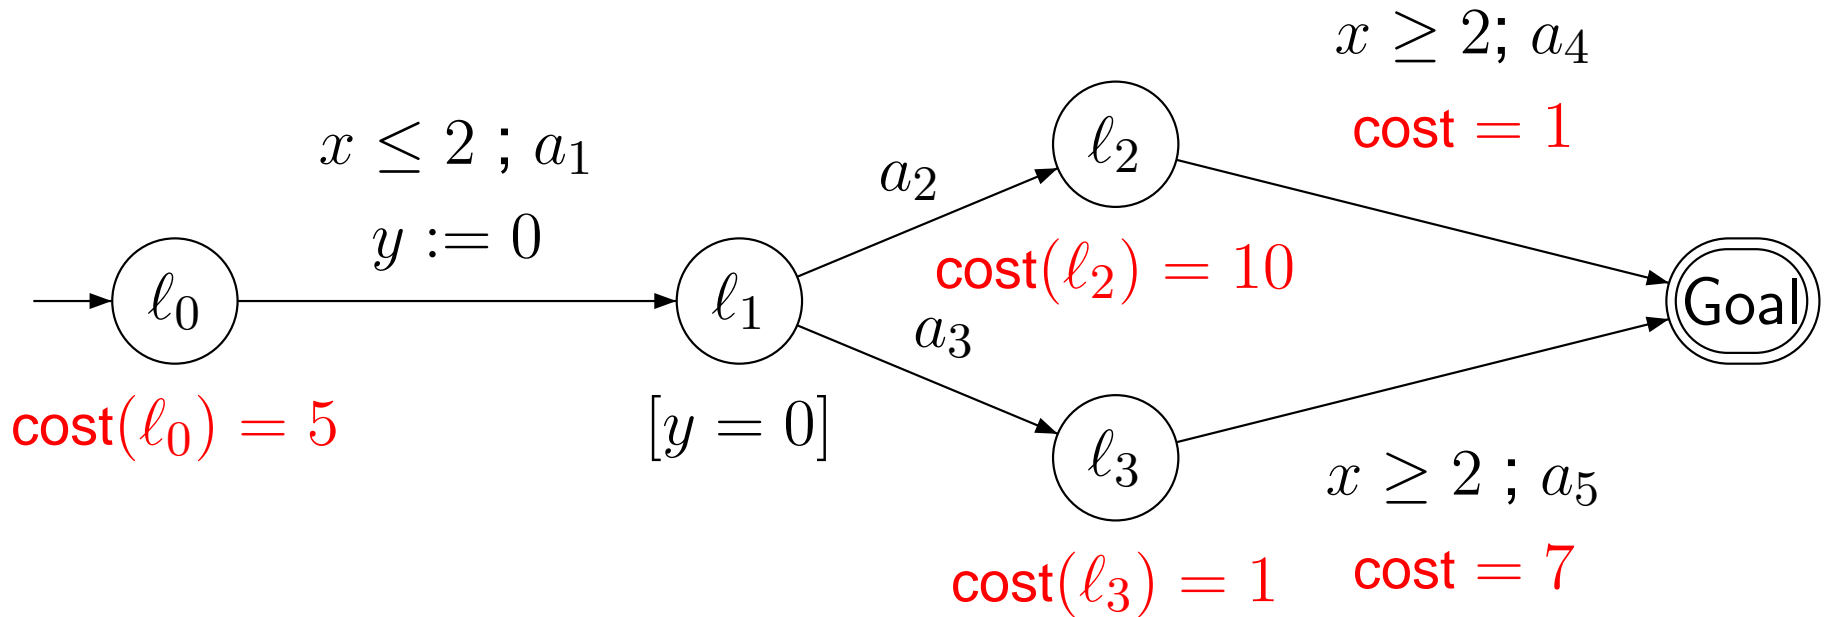 x ≥ 2; a₄
cost = 1
x ≤ 2 ; a₁
y := 0
a₂
ℓ₂
cost(ℓ₂) = 10
ℓ₀
ℓ₁
Goal
a₃
cost(ℓ₀) = 5
[y = 0]
ℓ₃
x ≥ 2 ; a₅
cost = 7
cost(ℓ₃) = 1